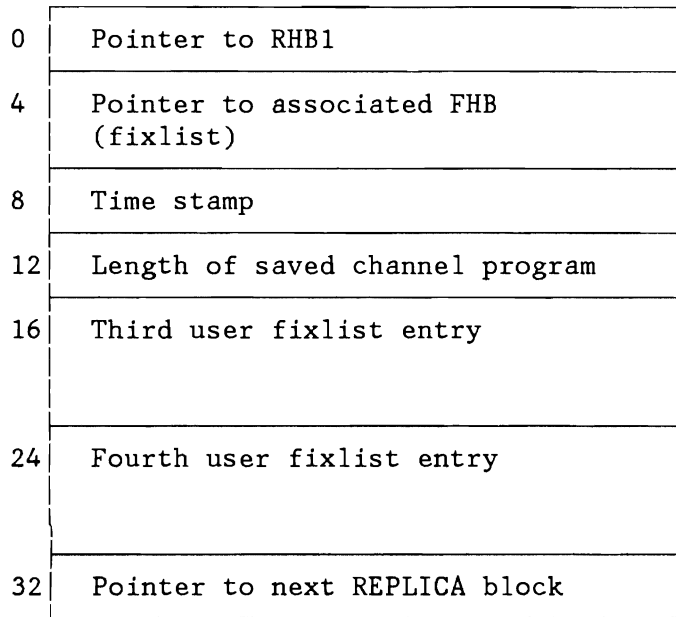 0 Pointer to RHB1
4 Pointer to associated FHB
(fixlist)
8 Time stamp
12 Length of saved channel program
16 Third user fixlist entry
24 Fourth user fixlist entry
32 Pointer to next REPLICA block